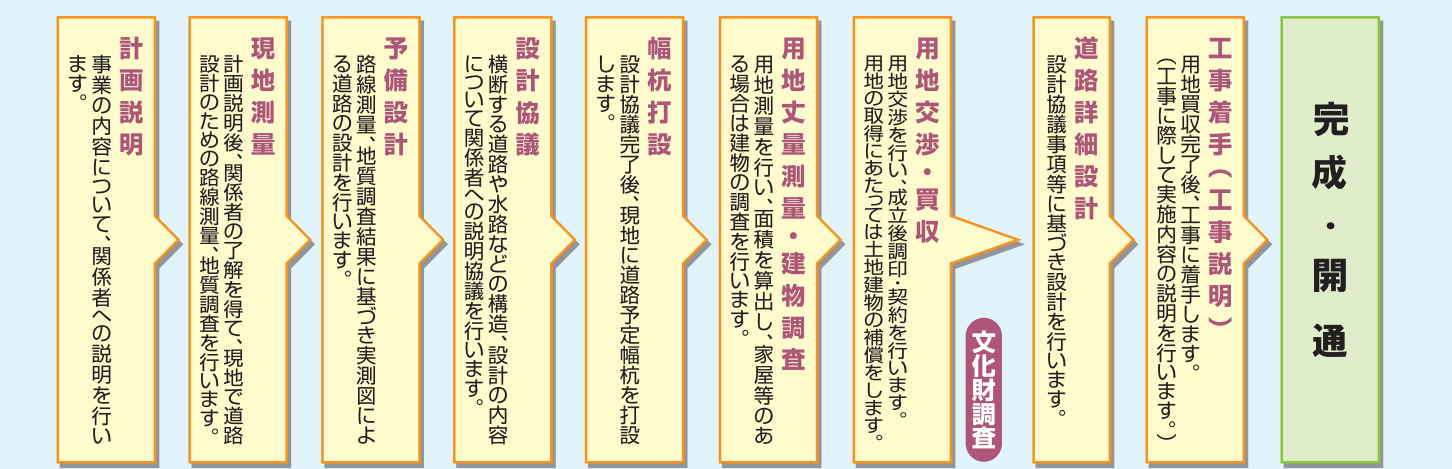 計画説明
事業の内容について、関係者への説明を行い
ます。
現地測量
計画説明後、関係者の了解を得て、現地で道路
設計のための路線測量、地質調査を行います。
予備設計
路線測量、地質調査結果に基づき実測図によ
る道路の設計を行います。
設計協議
横断する道路や水路などの構造、設計の内容
について関係者への説明協議を行います。
幅杭打設
設計協議完了後、現地に道路予定幅杭を打設
します。
用地丈量測量・建物調査
用地測量を行い、面積を算出し、家屋等のあ
る場合は建物の調査を行います。
用地交渉・買収
用地交渉を行い、成立後調印・契約を行います。
用地の取得にあたっては土地建物の補償をします。
文化財調査
道路詳細設計
設計協議事項等に基づき設計を行います。
工事着手(工事説明)
用地買収完了後、工事に着手します。
(工事に際して実施内容の説明を行います。)
完成・開通